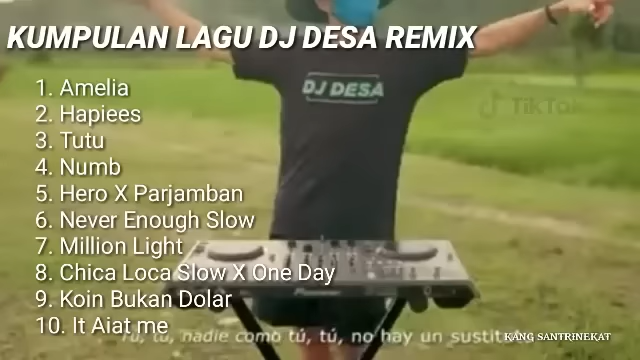 KUMPULAN LAGU DJ DESA REMIX
1. Amelia
2. Hapiees
3. Tutu
4. Numb
5. Hero X Parjamban
6. Never Enough Slow
7. Million Light
8. Chica Loca Slow X One Day
9. Koin Bukan Dolar
10. It Aiat me
DJ DESA
TikTok
Tú, tú, nadie como tú, tú, no hay un sustit
KANG SANTRINEKAT